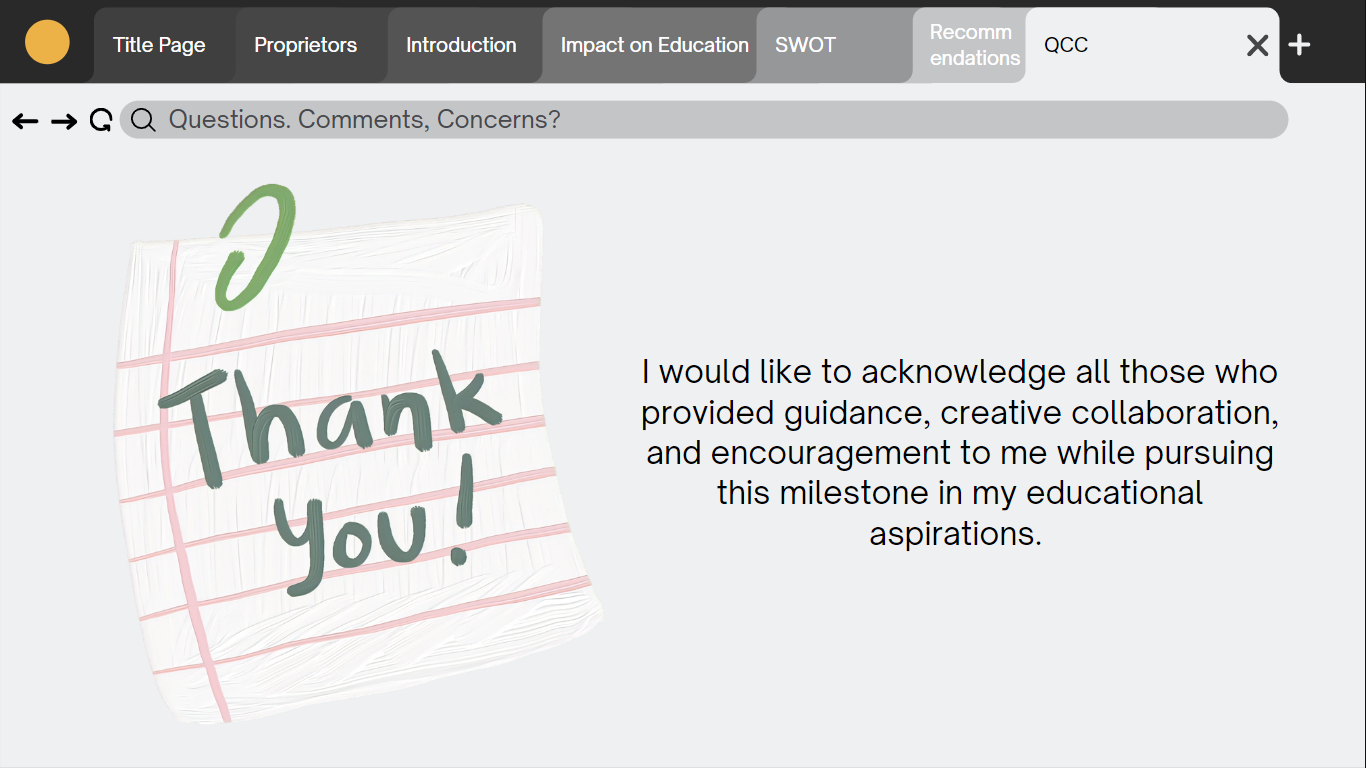 Title Page
Proprietors
Introduction
Impact on Education
SWOT
Recomm
endations
QCC
Questions. Comments, Concerns?
Thank
you!
I would like to acknowledge all those who
provided guidance, creative collaboration,
and encouragement to me while pursuing
this milestone in my educational
aspirations.